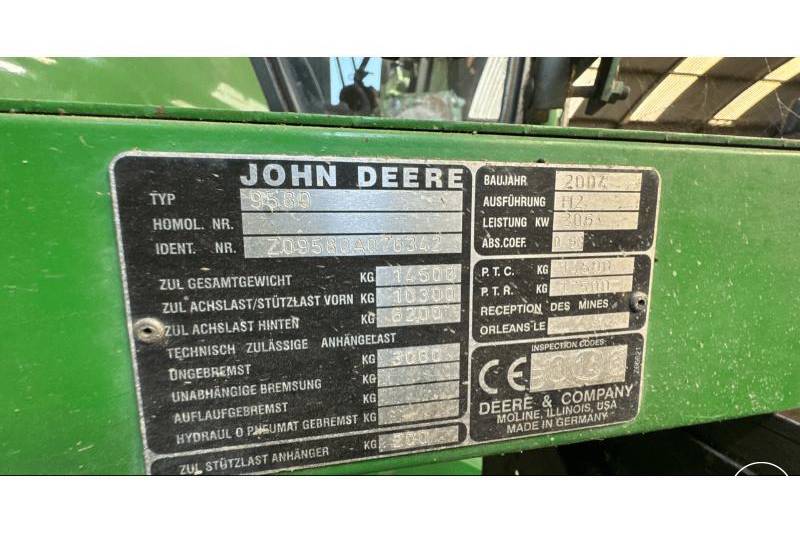 JOHN DEERE
TYP 9580
HOMOL. NR.
IDENT. NR. Z09580A076342
ZUL GESAMTGEWICHT KG 14500
ZUL ACHSLAST/STÜTZLAST VORN KG 10300
ZUL ACHSLAST HINTEN KG 6200
TECHNISCH ZULÄSSIGE ANHÄNGELAST
UNGEBREMST KG 3000
UNABHÄNGIGE BREMSUNG KG
AUFLAUFGEBREMST KG
HYDRAUL O PNEUMAT GEBREMST KG
ZUL STÜTZLAST ANHÄNGER KG
BAUJAHR 2004
AUSFÜHRUNG H2
LEISTUNG KW 206
ABS.COEF.
P.T.C. KG
P.T.R. KG
RECEPTION DES MINES
ORLEANS LE
INSPECTION CODES
CE
DEERE & COMPANY
MOLINE, ILLINOIS, USA
MADE IN GERMANY